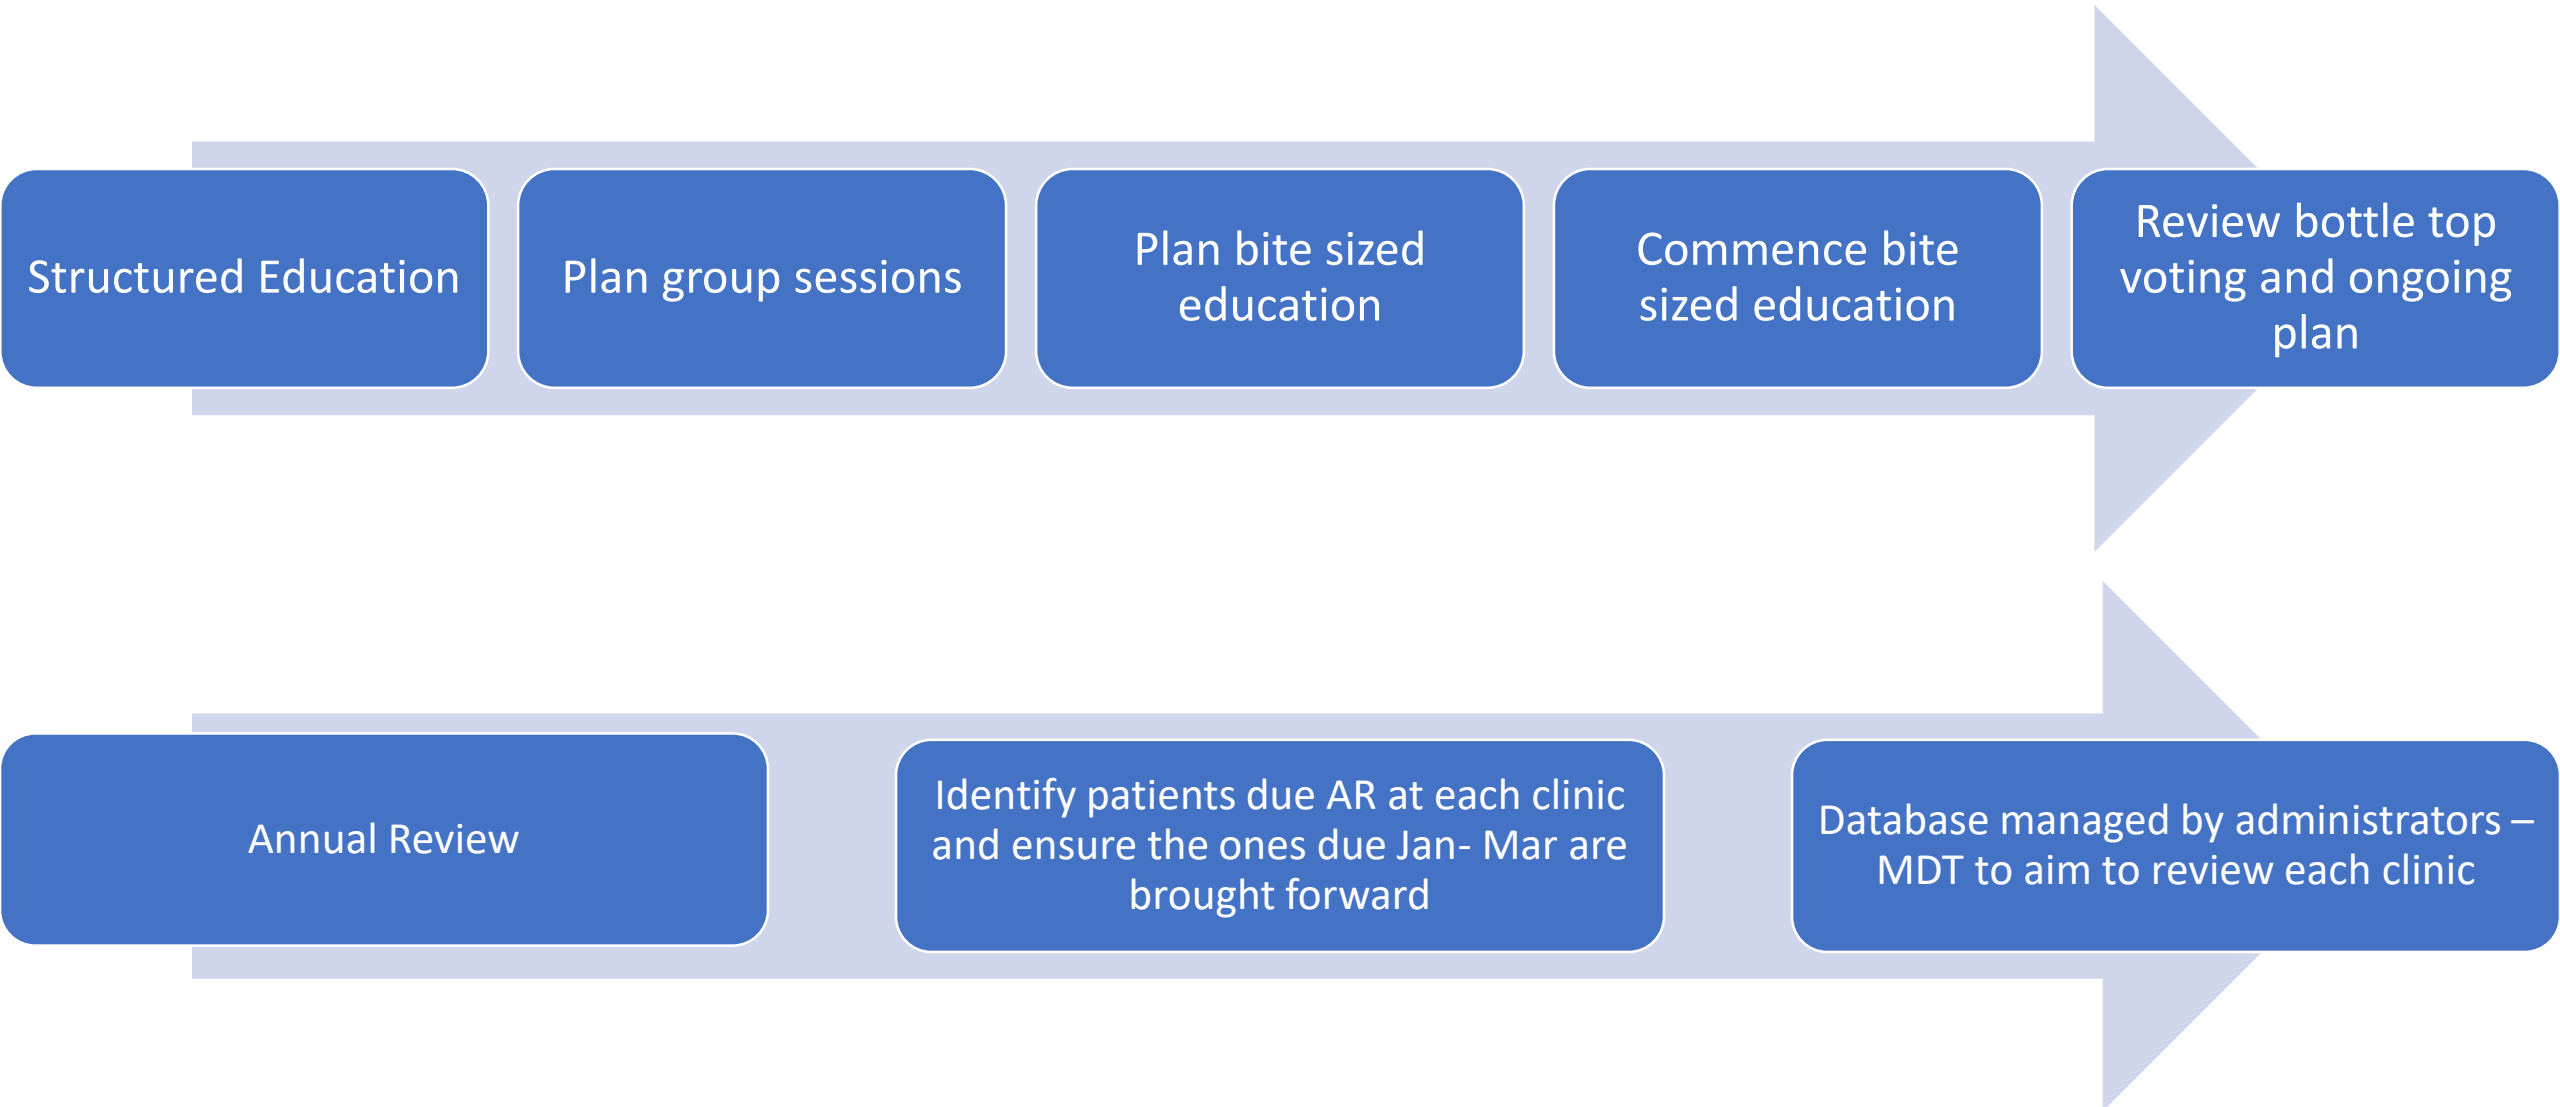 Structured Education
Plan group sessions
Plan bite sized
education
Commence bite
sized education
Review bottle top
voting and ongoing
plan
Annual Review
Identify patients due AR at each clinic
and ensure the ones due Jan- Mar are
brought forward
Database managed by administrators –
MDT to aim to review each clinic